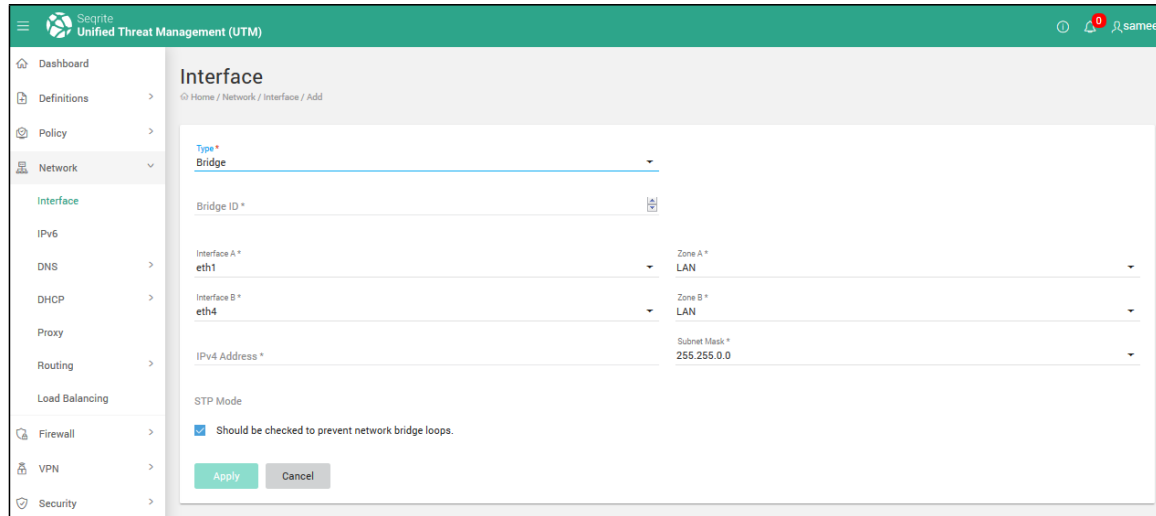 Seqrite
Unified Threat Management (UTM)
0
samee
Dashboard
Definitions
Policy
Network
Interface
IPv6
DNS
DHCP
Proxy
Routing
Load Balancing
Firewall
VPN
Security
Interface
Home / Network / Interface / Add
Type *
Bridge
Bridge ID *
Interface A *
eth1
Zone A *
LAN
Interface B *
eth4
Zone B *
LAN
IPv4 Address *
Subnet Mask *
255.255.0.0
STP Mode
Should be checked to prevent network bridge loops.
Apply
Cancel